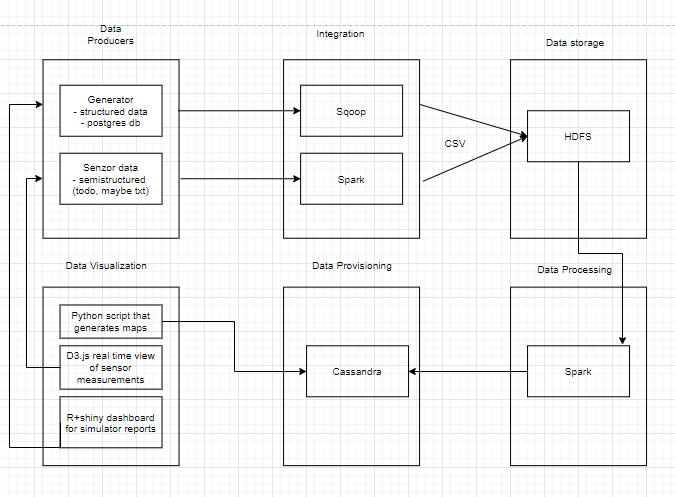 Data
Producers
Integration
Data storage
Generator
- structured data
- postgres db
Sqoop
CSV
HDFS
Senzor data
- semistructured
(todo, maybe txt)
Spark
Data Visualization
Data Provisioning
Data Processing
Python script that
generates maps
D3.js real time view
of sensor
measurements
Cassandra
Spark
R+shiny dashboard
for simulator reports